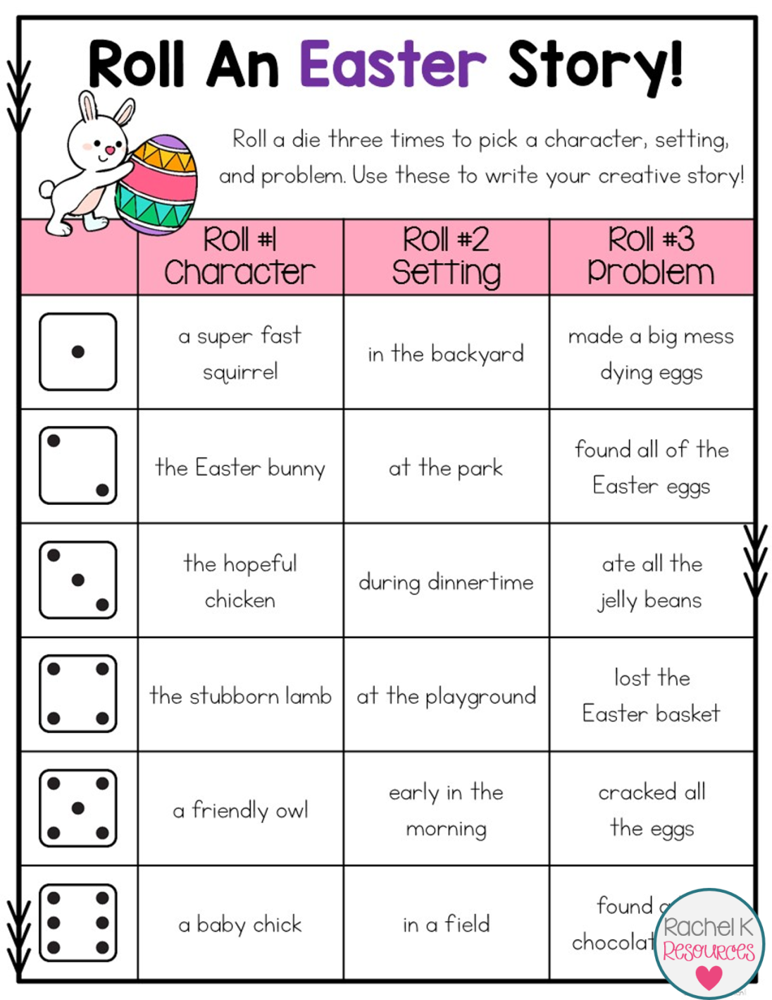 Roll An Easter Story!
Roll a die three times to pick a character, setting,
and problem. Use these to write your creative story!
Roll #1
Character
Roll #2
Setting
Roll #3
Problem
a super fast
squirrel
in the backyard
made a big mess
dying eggs
the Easter bunny
at the park
found all of the
Easter eggs
the hopeful
chicken
during dinnertime
ate all the
jelly beans
the stubborn lamb
at the playground
lost the
Easter basket
a friendly owl
early in the
morning
cracked all
the eggs
a baby chick
in a field
found
Rachel K
Resources